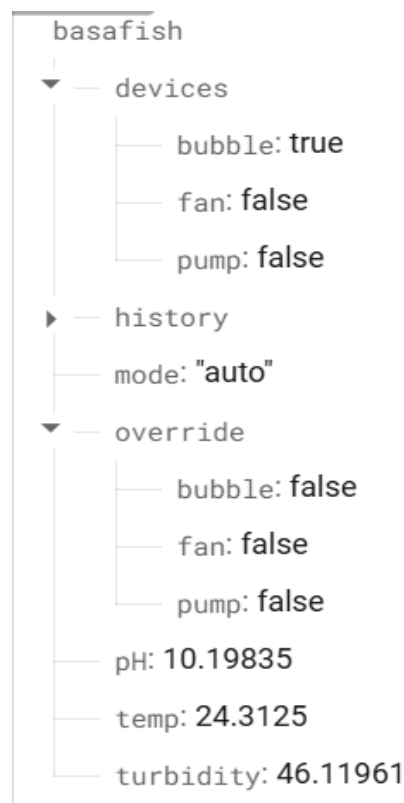 basafish
devices
bubble: true
fan: false
pump: false
history
mode: "auto"
override
bubble: false
fan: false
pump: false
pH: 10.19835
temp: 24.3125
turbidity: 46.11961